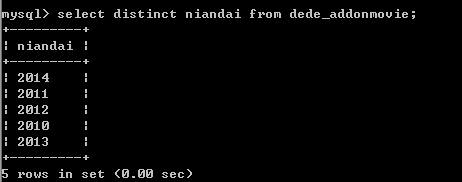 mysql> select distinct niandai from dede_addonmovie;
+---------+
¦ niandai ¦
+---------+
¦ 2014    ¦
¦ 2011    ¦
¦ 2012    ¦
¦ 2010    ¦
¦ 2013    ¦
+---------+
5 rows in set (0.00 sec)